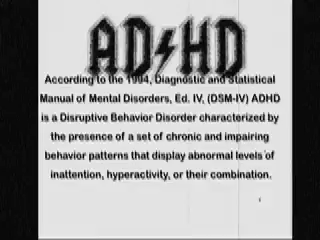 AD⚡HD
According to the 1994, Diagnostic and Statistical
Manual of Mental Disorders, Ed. IV, (DSM-IV) ADHD
is a Disruptive Behavior Disorder characterized by
the presence of a set of chronic and impairing
behavior patterns that display abnormal levels of
inattention, hyperactivity, or their combination.